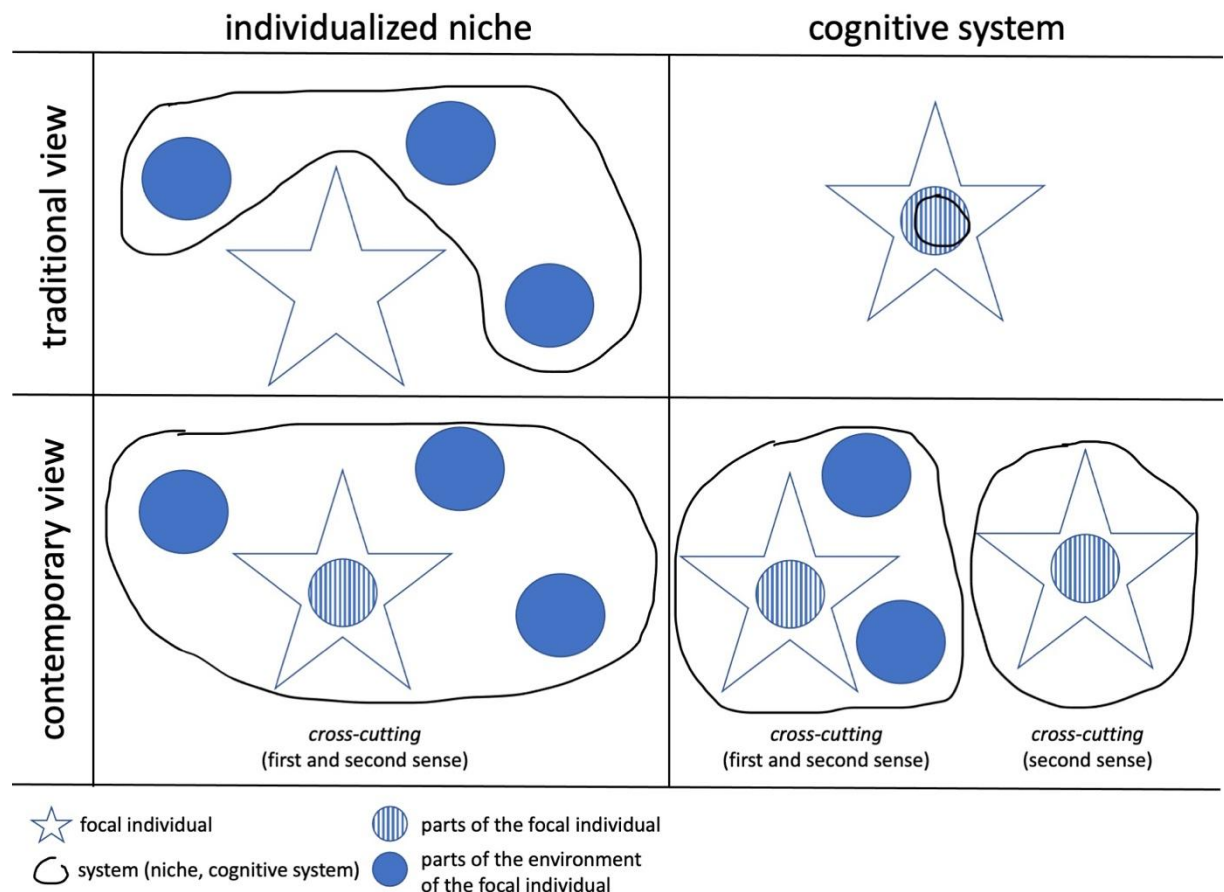 individualized niche
cognitive system
traditional view
contemporary view
cross-cutting
(first and second sense)
cross-cutting
(first and second sense)
cross-cutting
(second sense)
focal individual
parts of the focal individual
system (niche, cognitive system)
parts of the environment
of the focal individual